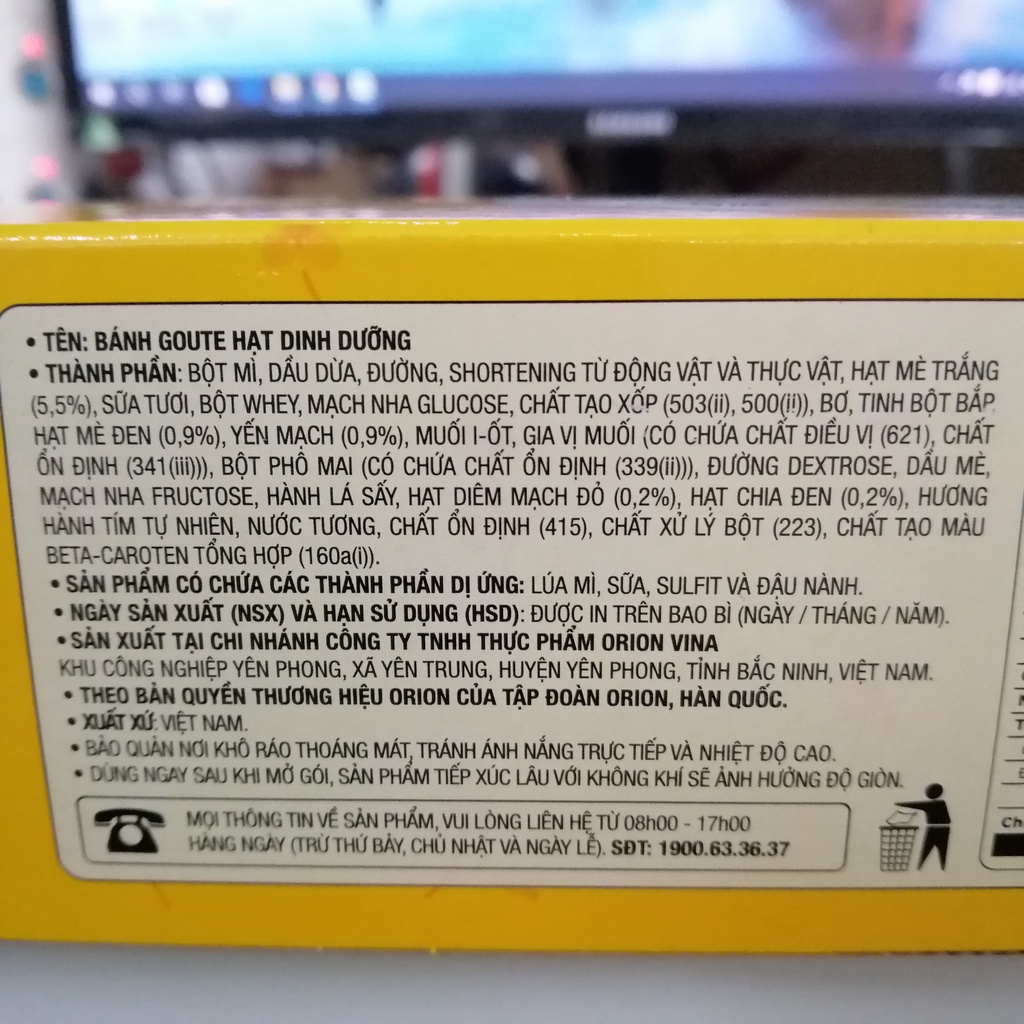 • TÊN: BÁNH GOUTE HẠT DINH DƯỠNG
• THÀNH PHẦN: BỘT MÌ, DẦU DỪA, ĐƯỜNG, SHORTENING TỪ ĐỘNG VẬT VÀ THỰC VẬT, HẠT MÈ TRẮNG
(5,5%), SỮA TƯƠI, BỘT WHEY, MẠCH NHA GLUCOSE, CHẤT TẠO XỐP (503(ii), 500(ii)), BƠ, TINH BỘT BẮP,
HẠT MÈ ĐEN (0,9%), YẾN MẠCH (0,9%), MUỐI I-ỐT, GIA VỊ MUỐI (CÓ CHỨA CHẤT ĐIỀU VỊ (621), CHẤT
ỔN ĐỊNH (341(iii))), BỘT PHÔ MAI (CÓ CHỨA CHẤT ỔN ĐỊNH (339(ii))), ĐƯỜNG DEXTROSE, DẦU MÈ,
MẠCH NHA FRUCTOSE, HÀNH LÁ SẤY, HẠT DIÊM MẠCH ĐỎ (0,2%), HẠT CHIA ĐEN (0,2%), HƯƠNG
HÀNH TÍM TỰ NHIÊN, NƯỚC TƯƠNG, CHẤT ỔN ĐỊNH (415), CHẤT XỬ LÝ BỘT (223), CHẤT TẠO MÀU
BETA-CAROTEN TỔNG HỢP (160a(i)).
• SẢN PHẨM CÓ CHỨA CÁC THÀNH PHẦN DỊ ỨNG: LÚA MÌ, SỮA, SULFIT VÀ ĐẬU NÀNH.
• NGÀY SẢN XUẤT (NSX) VÀ HẠN SỬ DỤNG (HSD): ĐƯỢC IN TRÊN BAO BÌ (NGÀY / THÁNG / NĂM).
• SẢN XUẤT TẠI CHI NHÁNH CÔNG TY TNHH THỰC PHẨM ORION VINA
KHU CÔNG NGHIỆP YÊN PHONG, XÃ YÊN TRUNG, HUYỆN YÊN PHONG, TỈNH BẮC NINH, VIỆT NAM.
• THEO BẢN QUYỀN THƯƠNG HIỆU ORION CỦA TẬP ĐOÀN ORION, HÀN QUỐC.
• XUẤT XỨ: VIỆT NAM.
• BẢO QUẢN NƠI KHÔ RÁO THOÁNG MÁT, TRÁNH ÁNH NẮNG TRỰC TIẾP VÀ NHIỆT ĐỘ CAO.
• DÙNG NGAY SAU KHI MỞ GÓI, SẢN PHẨM TIẾP XÚC LÂU VỚI KHÔNG KHÍ SẼ ẢNH HƯỞNG ĐỘ GIÒN.
MỌI THÔNG TIN VỀ SẢN PHẨM, VUI LÒNG LIÊN HỆ TỪ 08h00 - 17h00
HÀNG NGÀY (TRỪ THỨ BẢY, CHỦ NHẬT VÀ NGÀY LỄ). SĐT: 1900.63.36.37